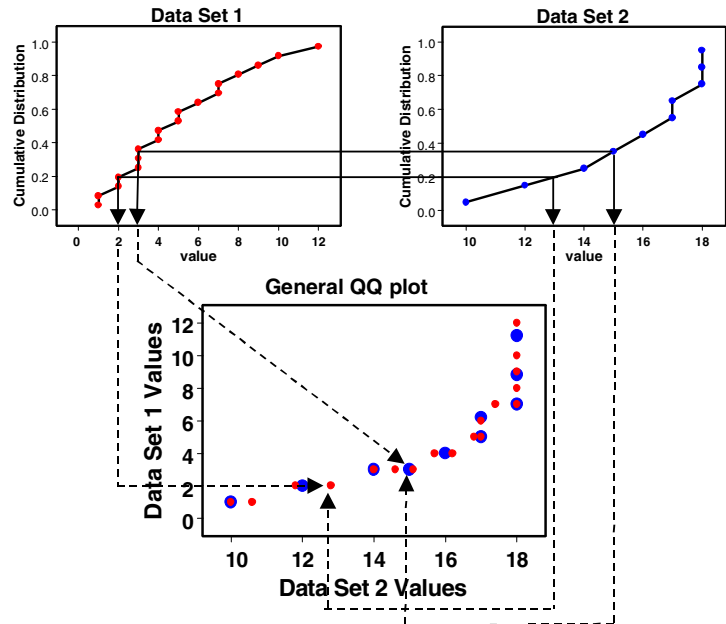 Data Set 1
Cumulative Distribution
1.0
0.8
0.6
0.4
0.2
0.0
0 2 4 6 8 10 12
value
Data Set 2
Cumulative Distribution
1.0
0.8
0.6
0.4
0.2
0.0
10 12 14 16 18
value
General QQ plot
Data Set 1 Values
12
10
8
6
4
2
0
10 12 14 16 18
Data Set 2 Values